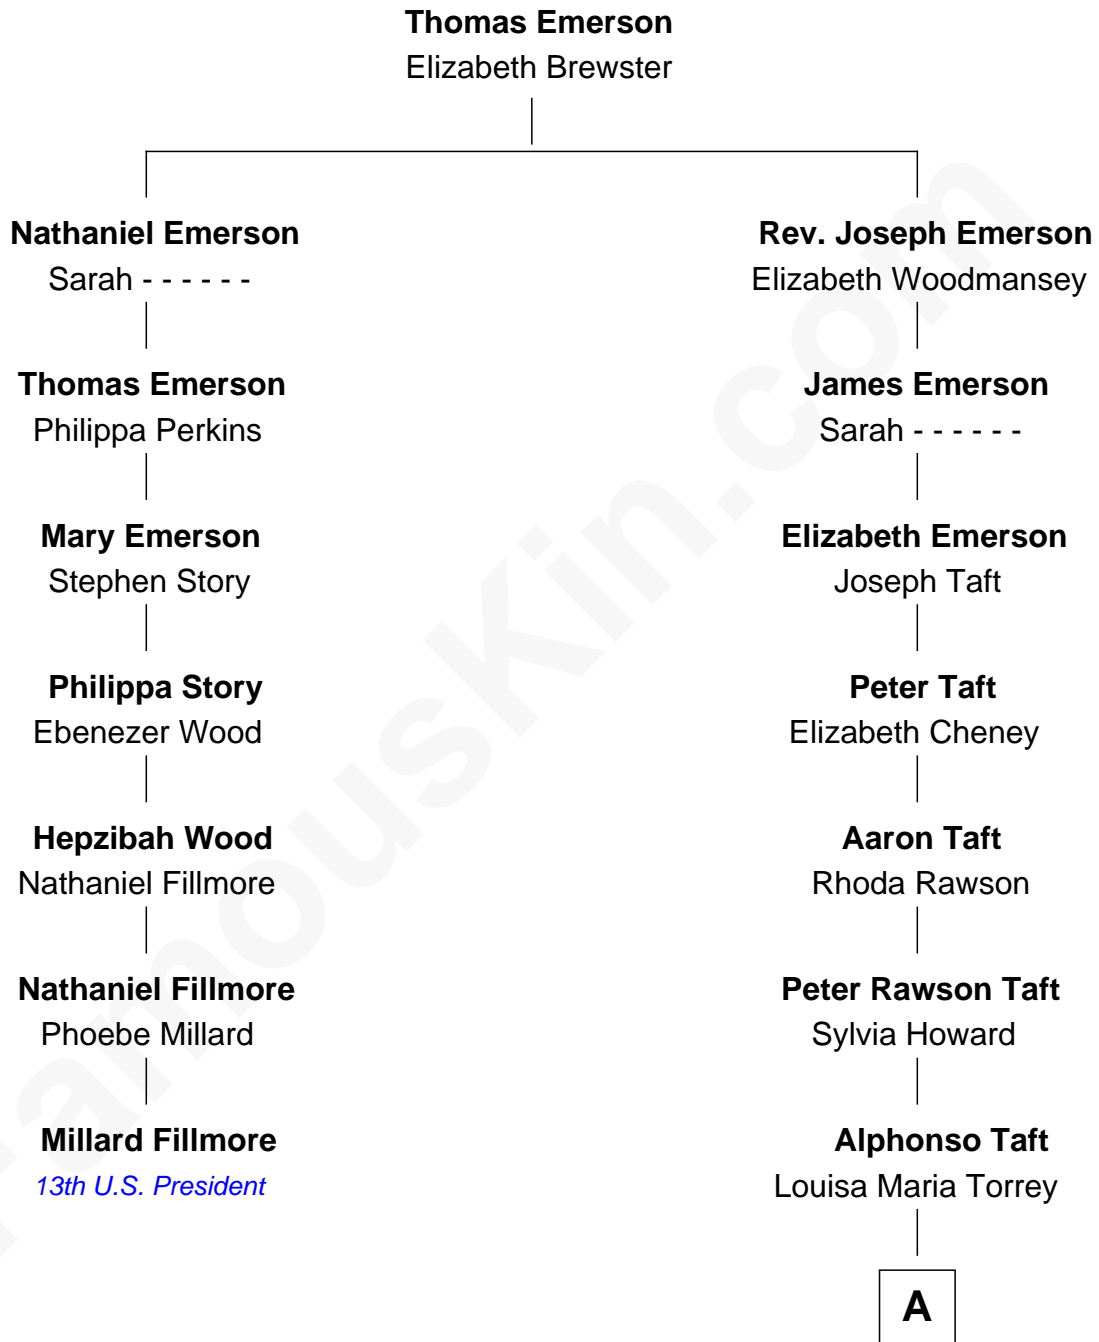 Thomas Emerson
Elizabeth Brewster
Nathaniel Emerson
Sarah - - - - - -
Rev. Joseph Emerson
Elizabeth Woodmansey
Thomas Emerson
Philippa Perkins
James Emerson
Sarah - - - - - -
Mary Emerson
Stephen Story
Elizabeth Emerson
Joseph Taft
Philippa Story
Ebenezer Wood
Peter Taft
Elizabeth Cheney
Hepzibah Wood
Nathaniel Fillmore
Aaron Taft
Rhoda Rawson
Nathaniel Fillmore
Phoebe Millard
Peter Rawson Taft
Sylvia Howard
Millard Fillmore
13th U.S. President
Alphonso Taft
Louisa Maria Torrey
A
FamousKin.com